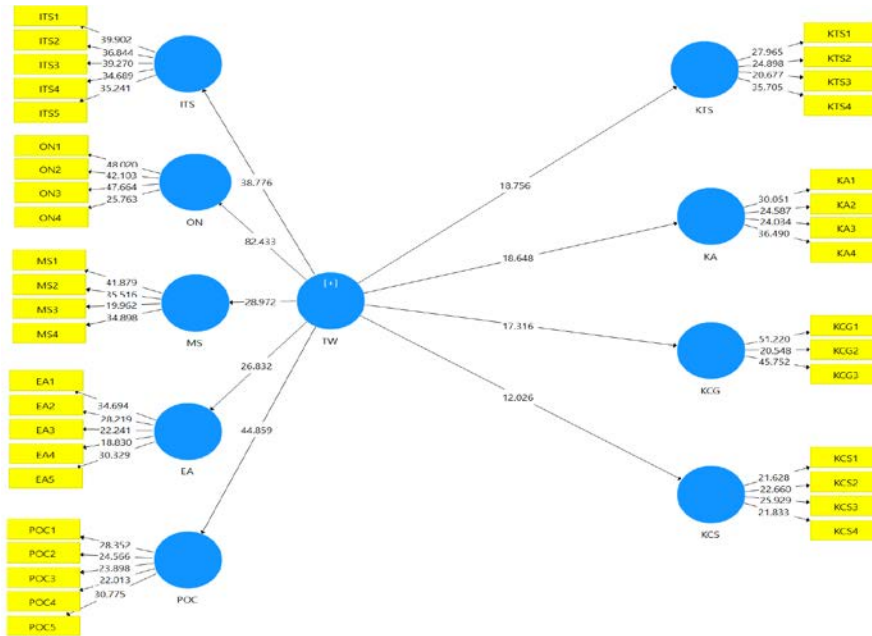 ITS1
ITS2
ITS3
ITS4
ITS5
39.902
36.844
39.270
34.689
35.241
ITS
ON1
ON2
ON3
ON4
48.020
42.103
47.664
25.763
ON
MS1
MS2
MS3
MS4
41.879
35.516
19.962
34.898
MS
EA1
EA2
EA3
EA4
EA5
34.694
28.219
22.241
18.830
30.329
EA
POC1
POC2
POC3
POC4
POC5
28.352
24.566
23.898
22.013
30.775
POC
38.776
82.433
28.972
26.832
44.859
[+]
TW
18.756
18.648
17.316
12.026
KTS
27.965
24.898
20.677
35.705
KTS1
KTS2
KTS3
KTS4
KA
30.051
24.587
24.034
36.490
KA1
KA2
KA3
KA4
KCG
51.220
20.548
45.752
KCG1
KCG2
KCG3
KCS
21.628
22.660
25.929
21.833
KCS1
KCS2
KCS3
KCS4